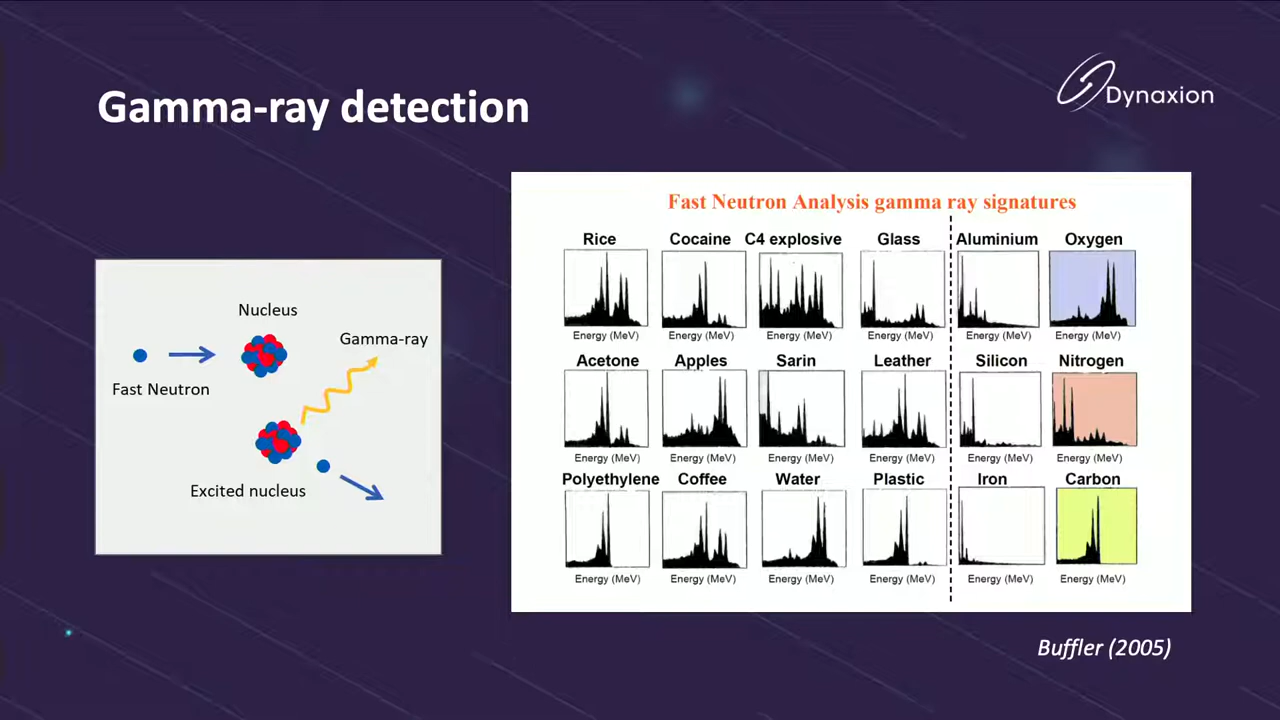 Gamma-ray detection
Dynaxion
Nucleus
Gamma-ray
Fast Neutron
Excited nucleus
Fast Neutron Analysis gamma ray signatures
Rice Cocaine C4 explosive Glass Aluminium Oxygen
Energy (MeV) Energy (MeV) Energy (MeV) Energy (MeV) Energy (MeV) Energy (MeV)
Acetone Apples Sarin Leather Silicon Nitrogen
Energy (MeV) Energy (MeV) Energy (MeV) Energy (MeV) Energy (MeV) Energy (MeV)
Polyethylene Coffee Water Plastic Iron Carbon
Energy (MeV) Energy (MeV) Energy (MeV) Energy (MeV) Energy (MeV) Energy (MeV)
Buffler (2005)